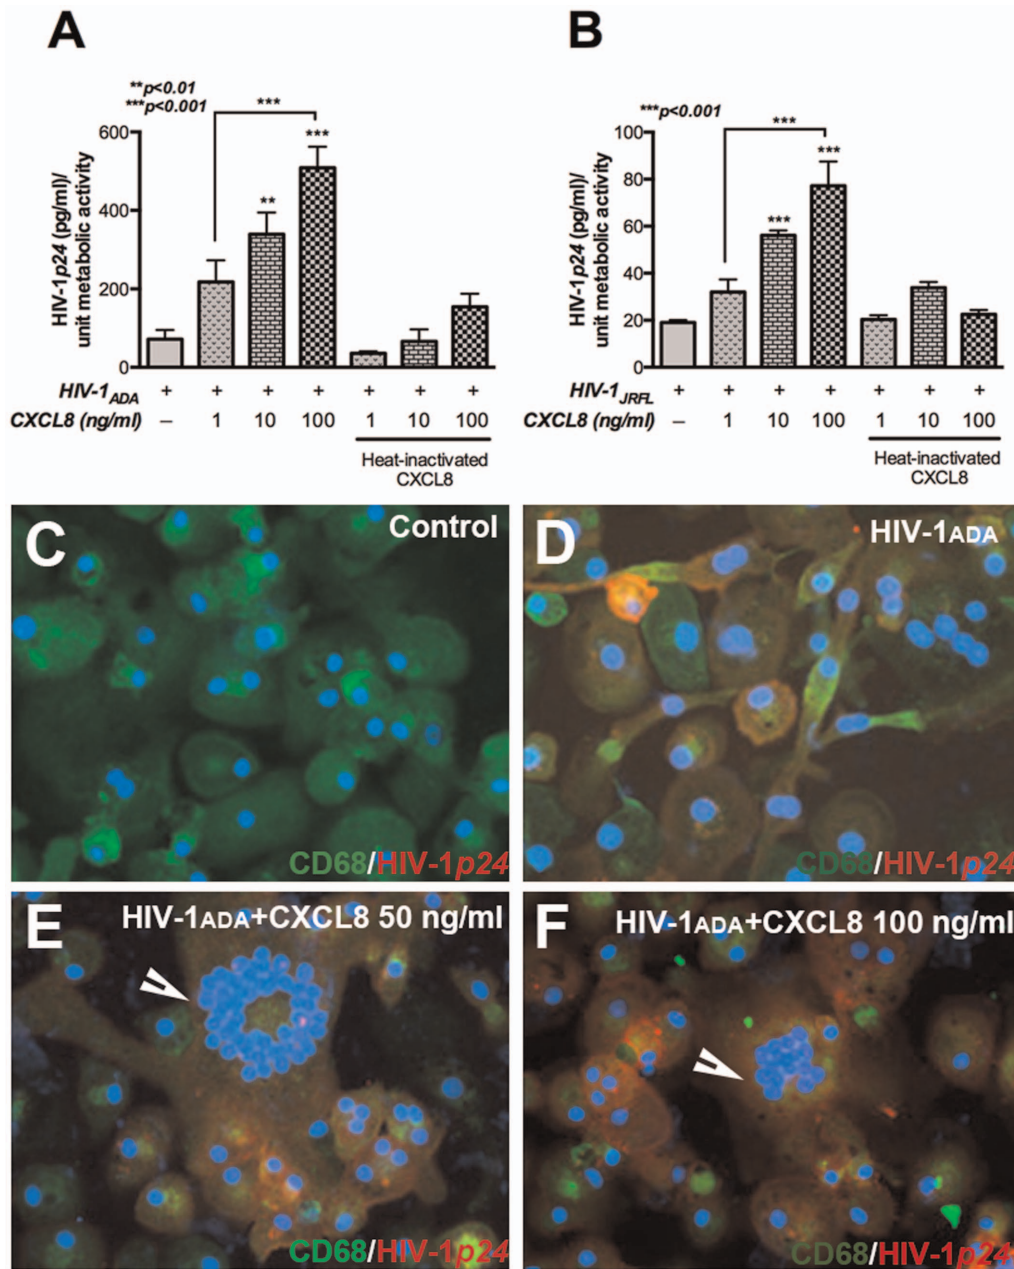 A
**p<0.01
***p<0.001
***
***
**
600
400
200
0
HIV-1p24 (pg/ml)/
unit metabolic activity
HIV-1ADA + + + + + + +
CXCL8 (ng/ml) – 1 10 100 1 10 100
Heat-inactivated
CXCL8
B
***p<0.001
***
***
***
100
80
60
40
20
0
HIV-1p24 (pg/ml)/
unit metabolic activity
HIV-1JRFL + + + + + + +
CXCL8 (ng/ml) – 1 10 100 1 10 100
Heat-inactivated
CXCL8
C
Control
CD68/HIV-1p24
D
HIV-1ADA
CD68/HIV-1p24
E
HIV-1ADA+CXCL8 50 ng/ml
CD68/HIV-1p24
F
HIV-1ADA+CXCL8 100 ng/ml
CD68/HIV-1p24